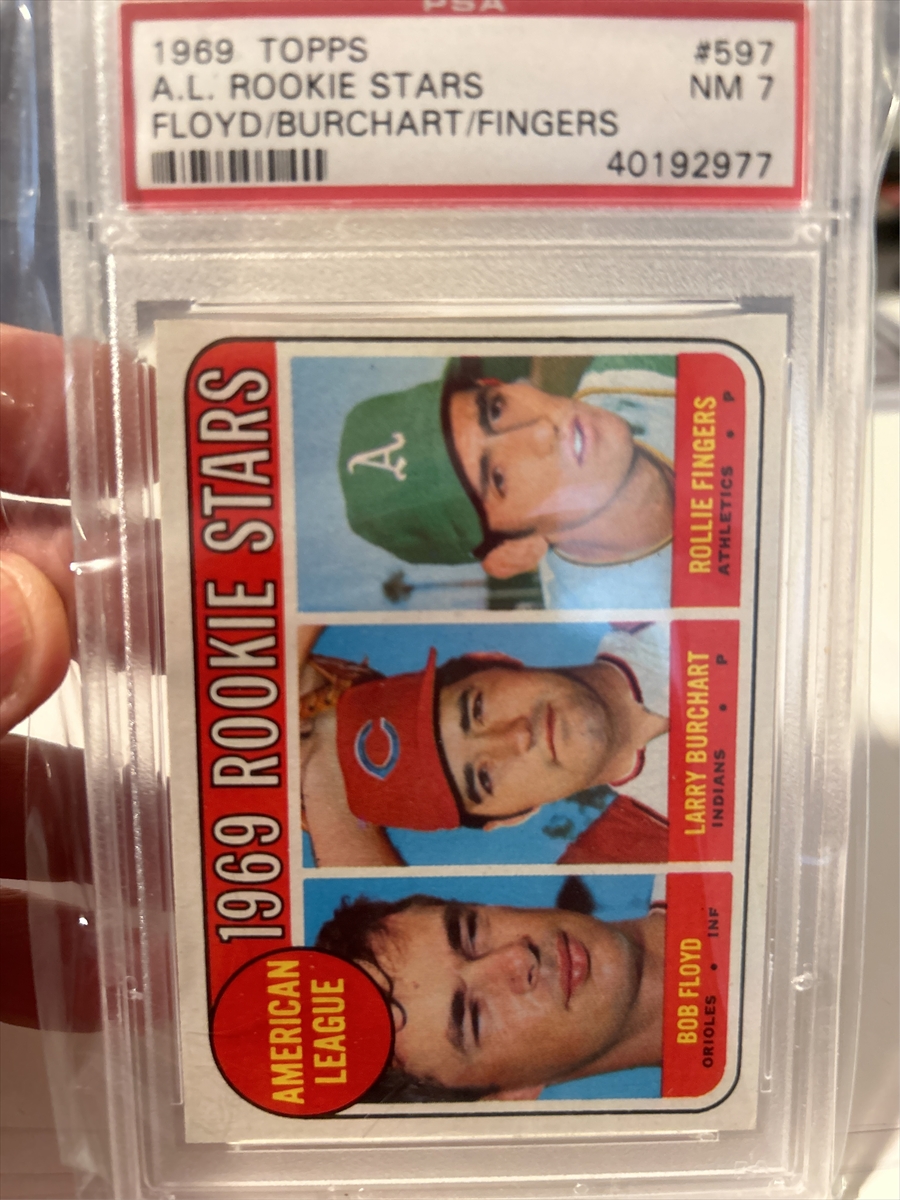 PSA
1969 TOPPS #597
A.L. ROOKIE STARS NM 7
FLOYD/BURCHART/FINGERS
40192977
1969 ROOKIE STARS
AMERICAN
LEAGUE
BOB FLOYD
ORIOLES • INF
C
LARRY BURCHART
INDIANS • P
A
ROLLIE FINGERS
ATHLETICS • P